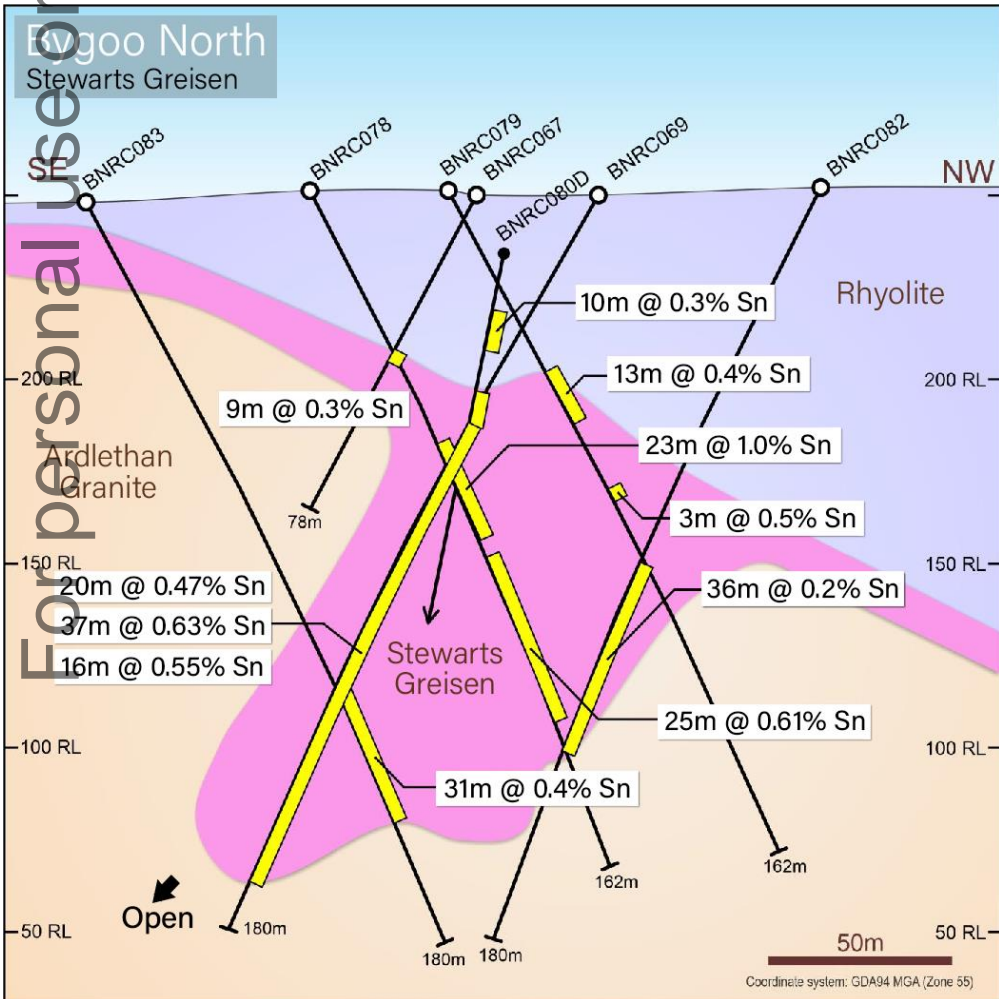 Bygoo North
Stewarts Greisen
For personal use on
SE
BNRC083
BNRC078
BNRC079
BNRC067
BNRC080D
BNRC069
BNRC082
NW
Rhyolite
10m @ 0.3% Sn
13m @ 0.4% Sn
200 RL
200 RL
9m @ 0.3% Sn
23m @ 1.0% Sn
Ardlethan
Granite
3m @ 0.5% Sn
78m
150 RL
150 RL
20m @ 0.47% Sn
37m @ 0.63% Sn
16m @ 0.55% Sn
36m @ 0.2% Sn
Stewarts
Greisen
25m @ 0.61% Sn
100 RL
100 RL
31m @ 0.4% Sn
162m
162m
Open
180m
180m
180m
50 RL
50 RL
50m
Coordinate system: GDA94 MGA (Zone 55)